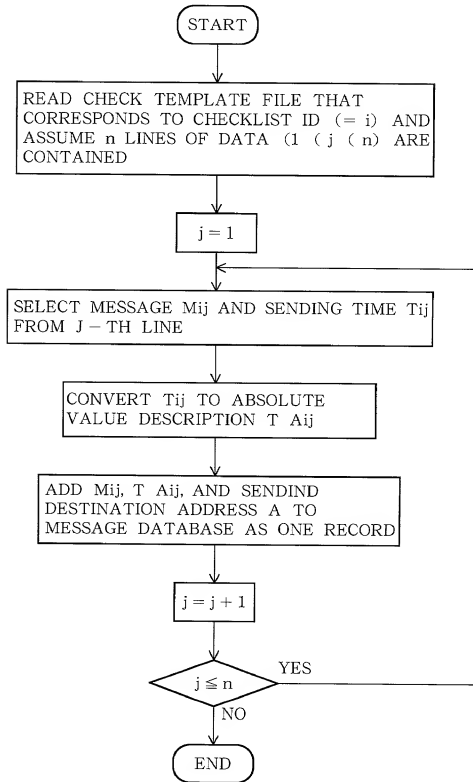 START
READ CHECK TEMPLATE FILE THAT
CORRESPONDS TO CHECKLIST ID (= i) AND
ASSUME n LINES OF DATA (1 ( j ( n) ARE
CONTAINED
j = 1
SELECT MESSAGE Mij AND SENDING TIME Tij
FROM J – TH LINE
CONVERT Tij TO ABSOLUTE
VALUE DESCRIPTION T Aij
ADD Mij, T Aij, AND SENDIND
DESTINATION ADDRESS A TO
MESSAGE DATABASE AS ONE RECORD
j = j + 1
j ≦ n
YES
NO
END